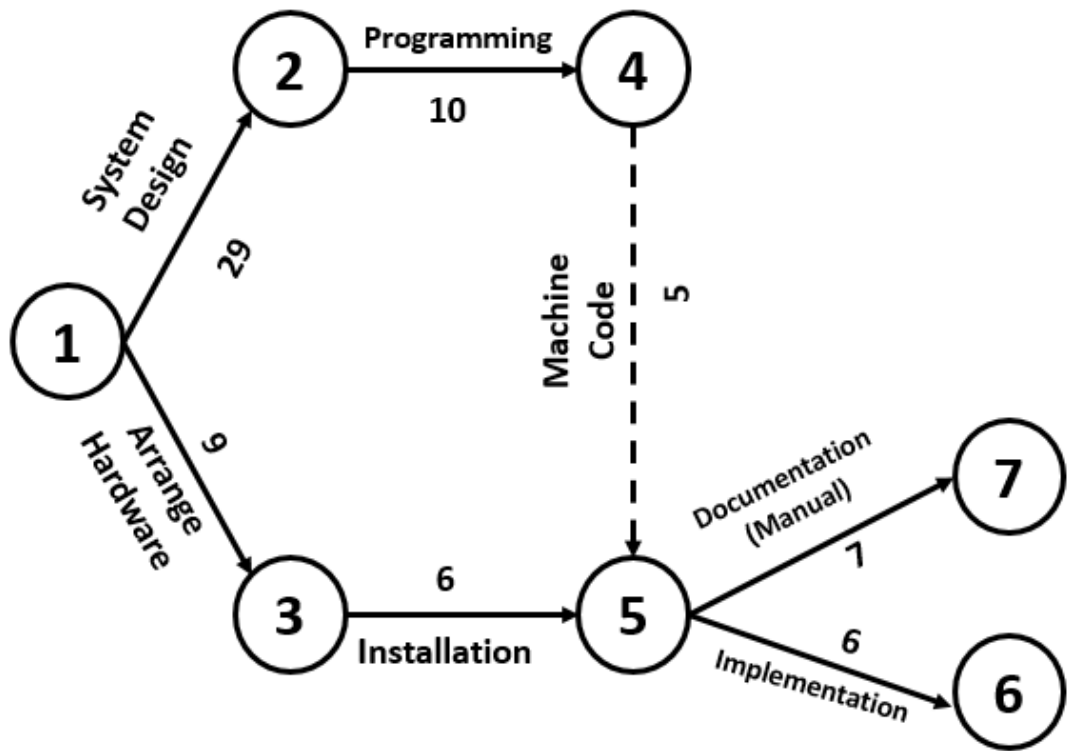 2
Programming
10
4
System
Design
29
1
Machine
Code
5
9
Arrange
Hardware
Documentation
(Manual)
7
7
3
6
Installation
5
6
Implementation
6